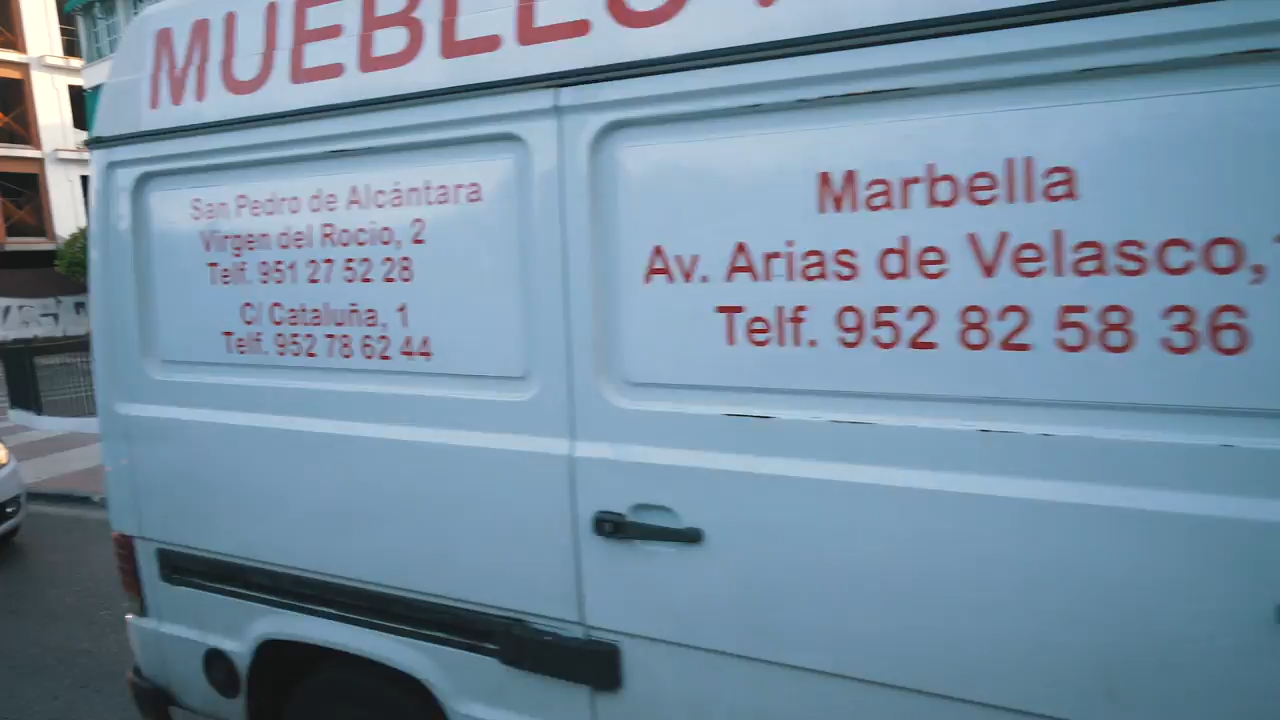 MUEBLES
San Pedro de Alcántara
Virgen del Rocio, 2
Telf. 951 27 52 28
C/ Cataluña, 1
Telf. 952 78 62 44
Marbella
Av. Arias de Velasco,
Telf. 952 82 58 36